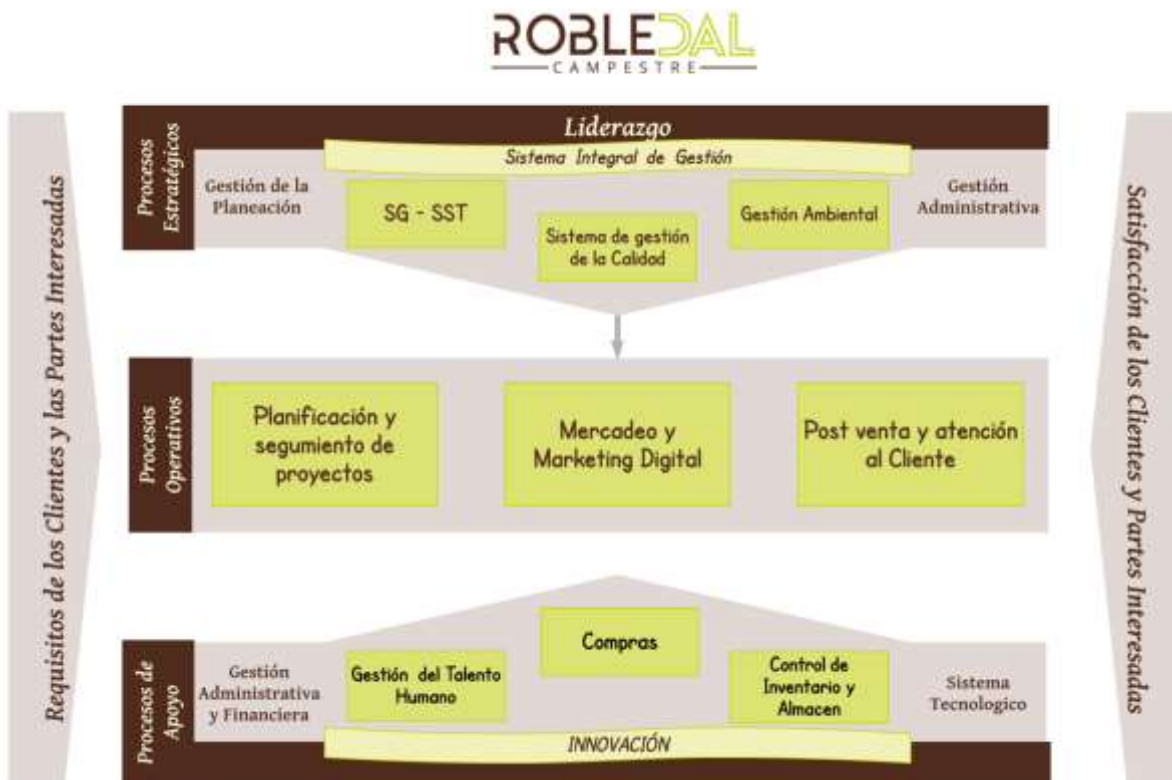 ROBLEDAL
CAMPESTRE
Requisitos de los Clientes y las Partes Interesadas
Procesos
Estratégicos
Liderazgo
Sistema Integral de Gestión
Gestión de la
Planeación
SG - SST
Sistema de gestión
de la Calidad
Gestión Ambiental
Gestión
Administrativa
Procesos
Operativos
Planificación y
segumiento de
proyectos
Mercadeo y
Marketing Digital
Post venta y atención
al Cliente
Procesos de
Apoyo
Gestión
Administrativa
y Financiera
Gestión del Talento
Humano
Compras
Control de
Inventario y
Almacen
Sistema
Tecnologico
INNOVACIÓN
Satisfacción de los Clientes y Partes Interesadas